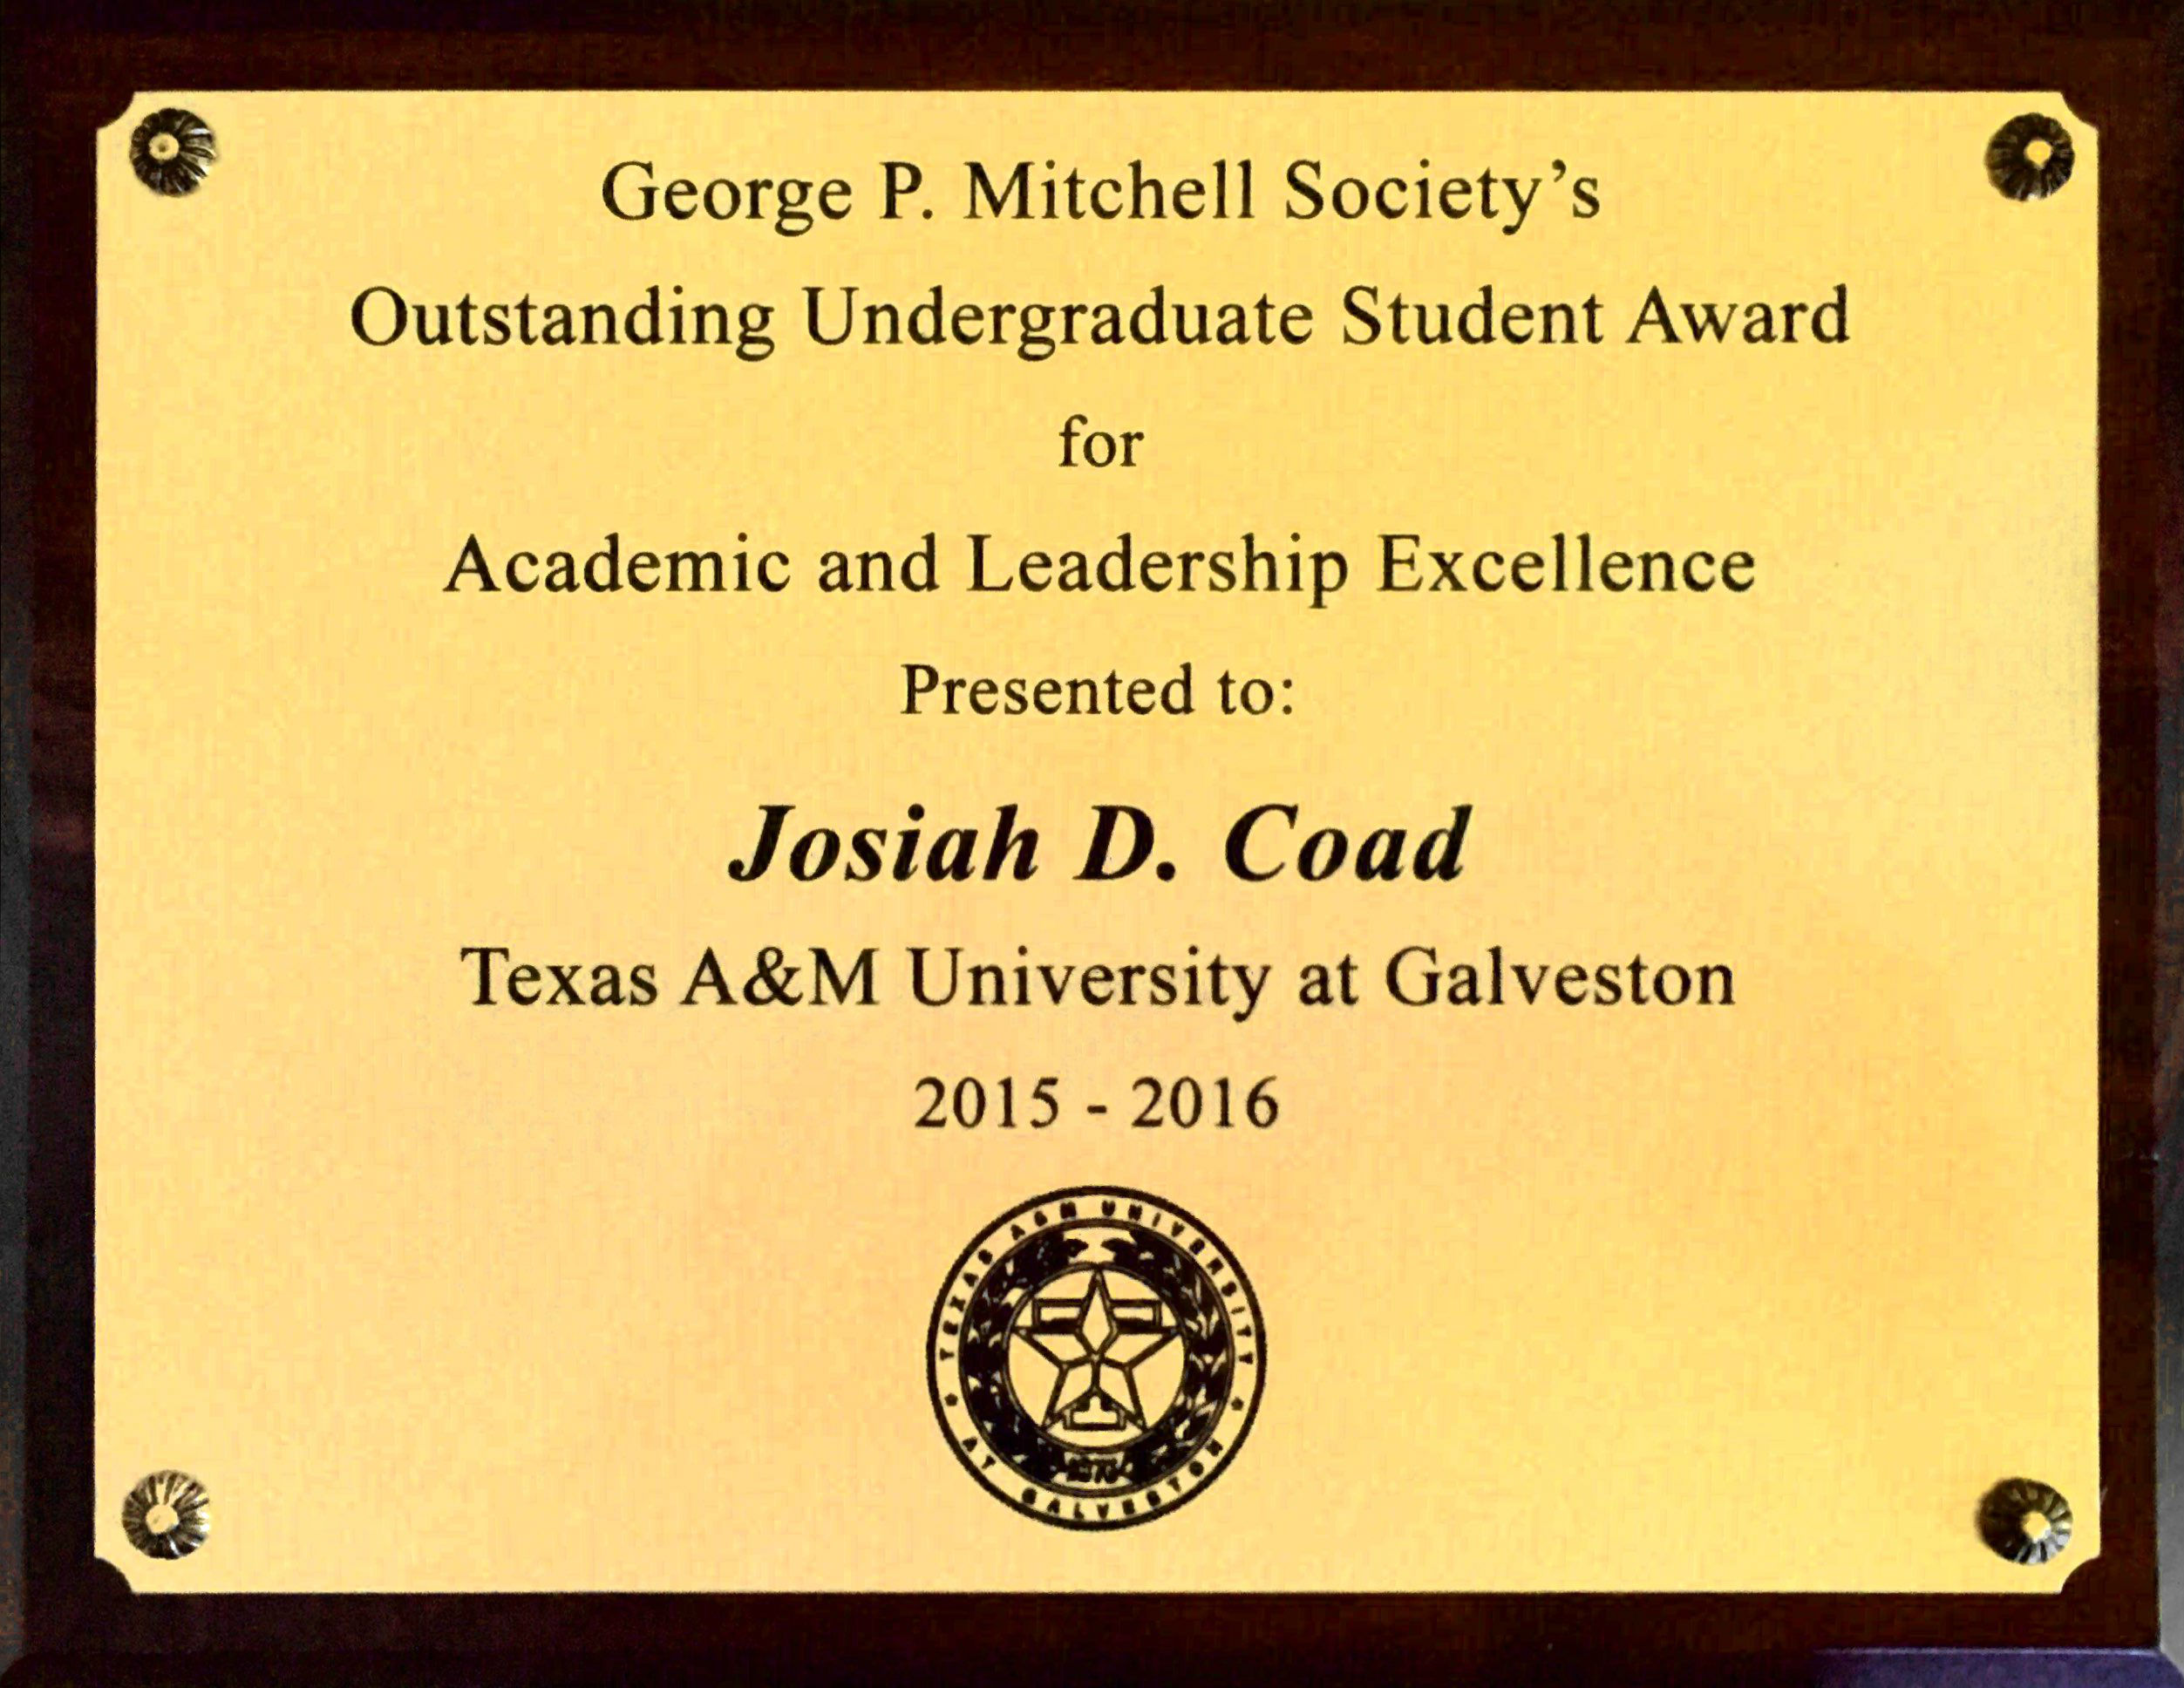 George P. Mitchell Society’s
Outstanding Undergraduate Student Award
for
Academic and Leadership Excellence
Presented to:
Josiah D. Coad
Texas A&M University at Galveston
2015 - 2016
TEXAS A&M UNIVERSITY
AT GALVESTON